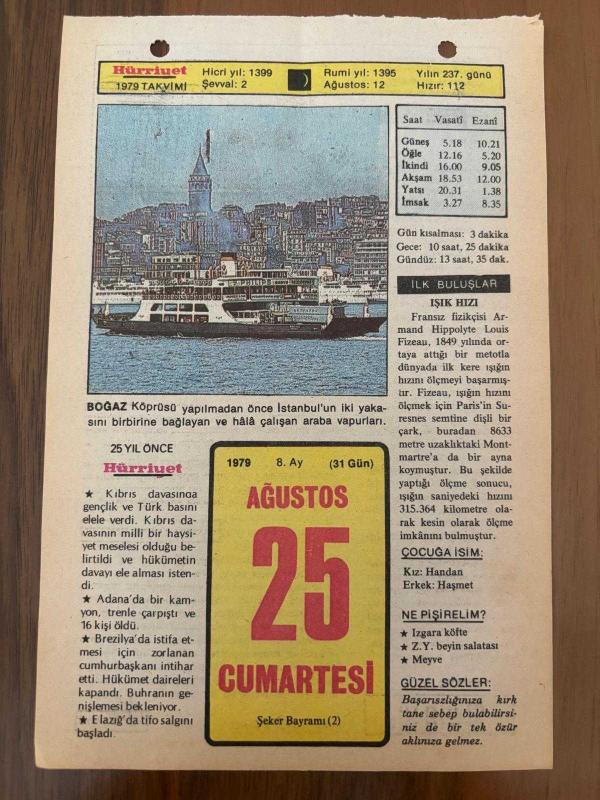 Hürriyet
1979 TAKVİMİ
Hicri yıl: 1399
Şevval: 2
Rumi yıl: 1395
Ağustos: 12
Yılın 237. günü
Hızır: 112
Saat Vasatî Ezanî
Güneş 5.18 10.21
Öğle 12.16 5.20
İkindi 16.00 9.05
Akşam 18.53 12.00
Yatsı 20.31 1.38
İmsak 3.27 8.35
Gün kısalması: 3 dakika
Gece: 10 saat, 25 dakika
Gündüz: 13 saat, 35 dak.
BOĞAZ Köprüsü yapılmadan önce İstanbul'un iki yaka-
sını birbirine bağlayan ve hâlâ çalışan araba vapurları.
25 YIL ÖNCE
Hürriyet
★ Kıbrıs davasında
gençlik ve Türk basını
elele verdi. Kıbrıs da-
vasının milli bir haysi-
yet meselesi olduğu be-
lirtildi ve hükümetin
davayı ele alması isten-
di.
★ Adana'da bir kam-
yon, trenle çarpıştı ve
16 kişi öldü.
★ Brezilya'da istifa et-
mesi için zorlanan
cumhurbaşkanı intihar
etti. Hükümet daireleri
kapandı. Buhranın ge-
nişlemesi bekleniyor.
★ Elazığ'da tifo salgını
başladı.
1979 8. Ay (31 Gün)
AĞUSTOS
25
CUMARTESİ
Şeker Bayramı (2)
İLK BULUŞLAR
IŞIK HIZI
Fransız fizikçisi Ar-
mand Hippolyte Louis
Fizeau, 1849 yılında or-
taya attığı bir metotla
dünyada ilk kere ışığın
hızını ölçmeyi başarmış-
tır. Fizeau, ışığın hızını
ölçmek için Paris'in Su-
resnes semtine dişli bir
çark, buradan 8633
metre uzaklıktaki Mont-
martre'a da bir ayna
koymuştur. Bu şekilde
yaptığı ölçme sonucu,
ışığın saniyedeki hızını
315.364 kilometre ola-
rak kesin olarak ölçme
imkânını bulmuştur.
ÇOCUĞA İSİM:
Kız: Handan
Erkek: Haşmet
NE PİŞİRELİM?
★ Izgara köfte
★ Z.Y. beyin salatası
★ Meyve
GÜZEL SÖZLER:
Başarısızlığınıza kırk
tane sebep bulabilirsi-
niz de bir tek özür
aklınıza gelmez.